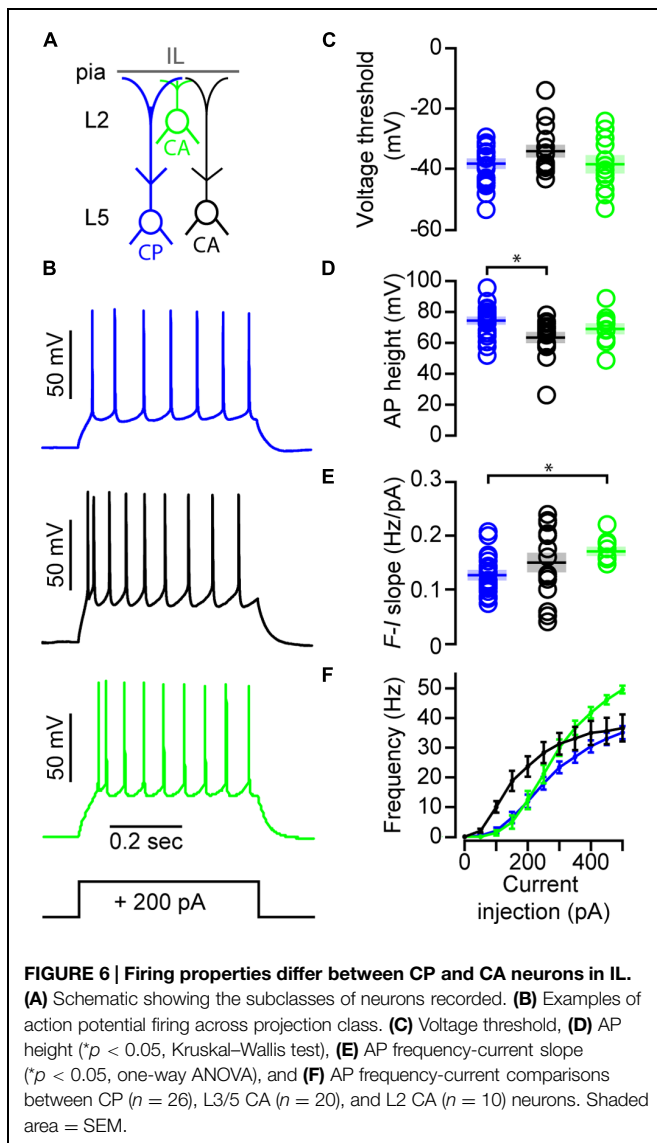 A
IL
pia
L2
CA
L5
CP
CA
B
50 mV
50 mV
50 mV
0.2 sec
+ 200 pA
C
Voltage threshold
(mV)
0
-20
-40
-60
D
*
AP height (mV)
100
80
60
40
20
0
E
*
F-I slope (Hz/pA)
0.3
0.2
0.1
0
F
Frequency (Hz)
50
40
30
20
10
0
0
200
400
Current
injection (pA)
FIGURE 6 | Firing properties differ between CP and CA neurons in IL.
(A) Schematic showing the subclasses of neurons recorded. (B) Examples of
action potential firing across projection class. (C) Voltage threshold, (D) AP
height (*p < 0.05, Kruskal–Wallis test), (E) AP frequency-current slope
(*p < 0.05, one-way ANOVA), and (F) AP frequency-current comparisons
between CP (n = 26), L3/5 CA (n = 20), and L2 CA (n = 10) neurons. Shaded
area = SEM.